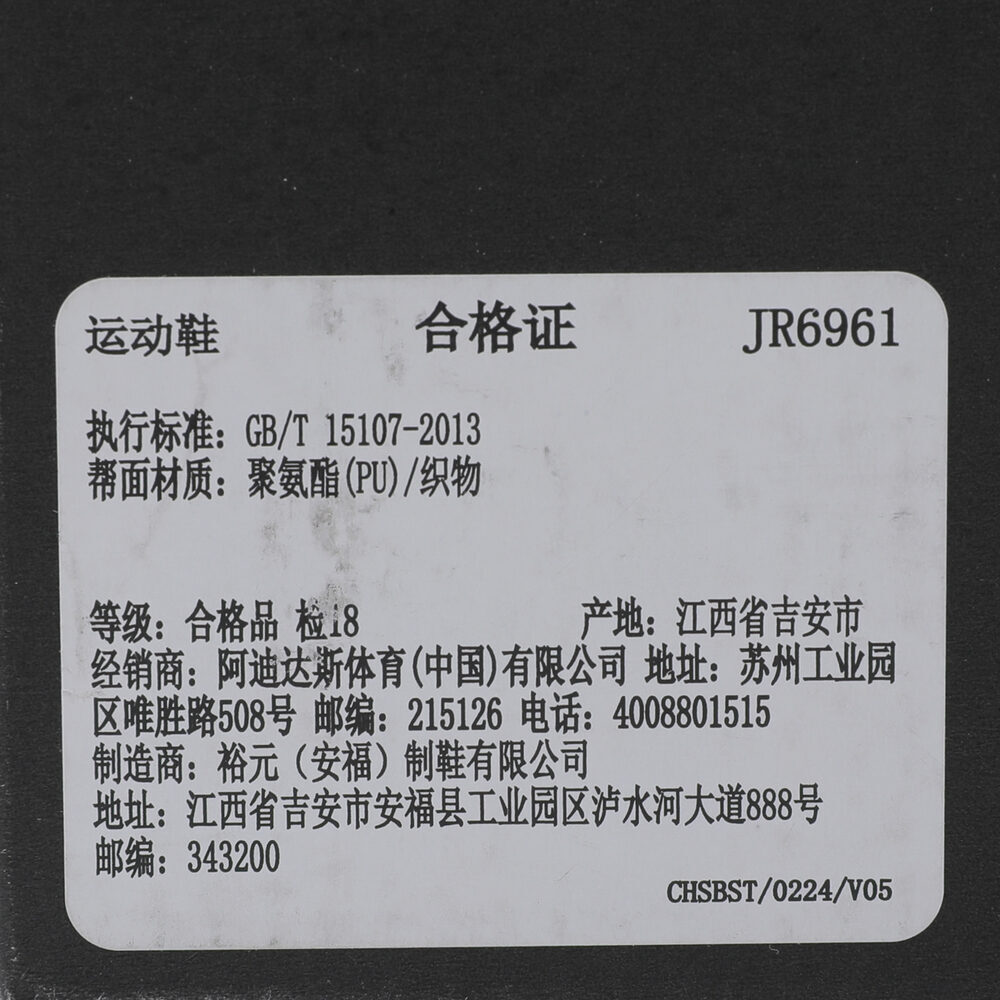 运动鞋 合格证 JR6961
执行标准：GB/T 15107-2013
帮面材质：聚氨酯(PU)/织物
等级：合格品 检18 产地：江西省吉安市
经销商：阿迪达斯体育(中国)有限公司 地址：苏州工业园
区唯胜路508号 邮编：215126 电话：4008801515
制造商：裕元（安福）制鞋有限公司
地址：江西省吉安市安福县工业园区泸水河大道888号
邮编：343200
CHSBST/0224/V05